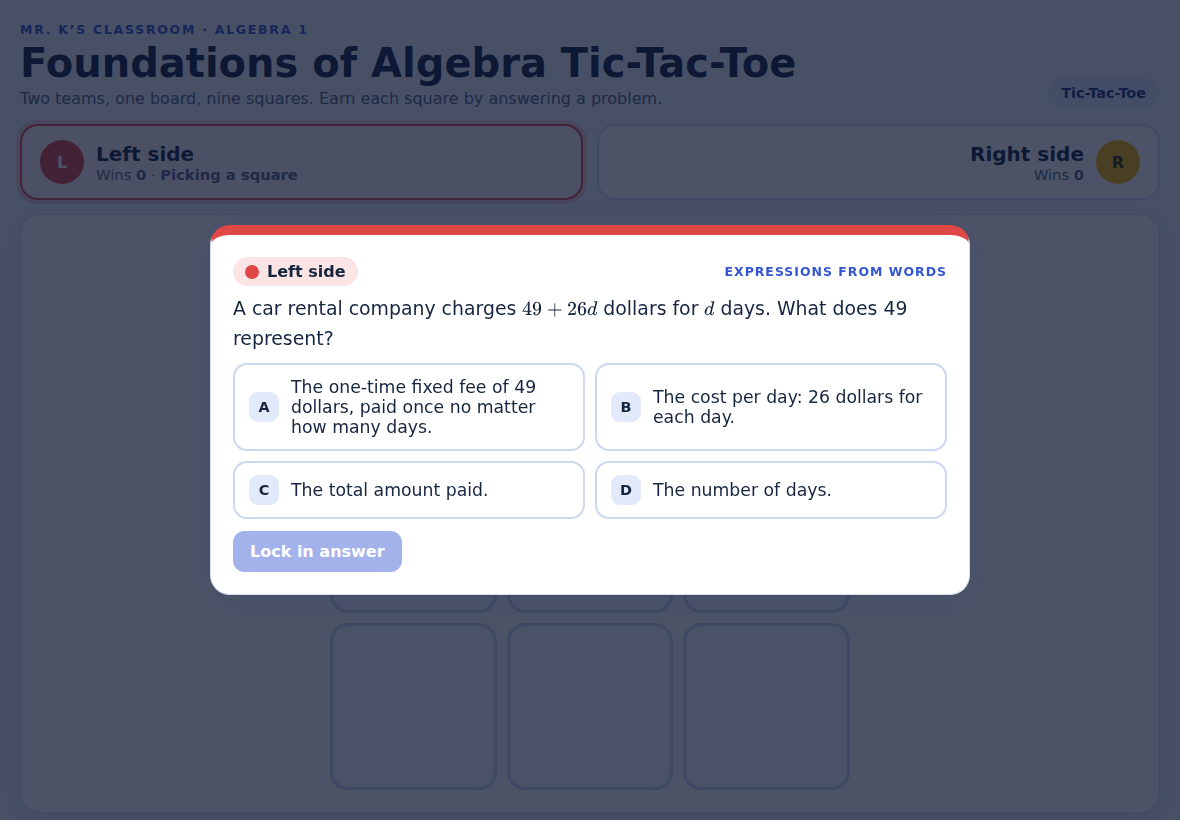 MR. K'S CLASSROOM · ALGEBRA 1
Foundations of Algebra Tic-Tac-Toe
Two teams, one board, nine squares. Earn each square by answering a problem.
Tic-Tac-Toe
L
Left side
Wins 0 · Picking a square
Right side
Wins 0
R
Left side
EXPRESSIONS FROM WORDS
A car rental company charges 49 + 26d dollars for d days. What does 49
represent?
A
The one-time fixed fee of 49
dollars, paid once no matter
how many days.
B
The cost per day: 26 dollars for
each day.
C
The total amount paid.
D
The number of days.
Lock in answer